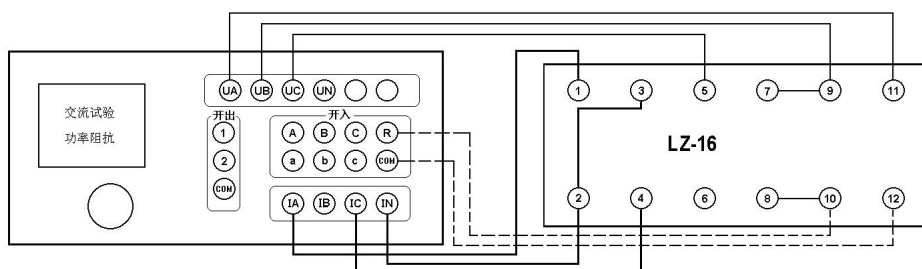 UA UB UC UN
1 3 5 7 9 11
交流试验
功率阻抗
开出 开入
1 A B C R
LZ-16
2 a b c COM
COM
IA IB IC IN
2 4 6 8 10 12